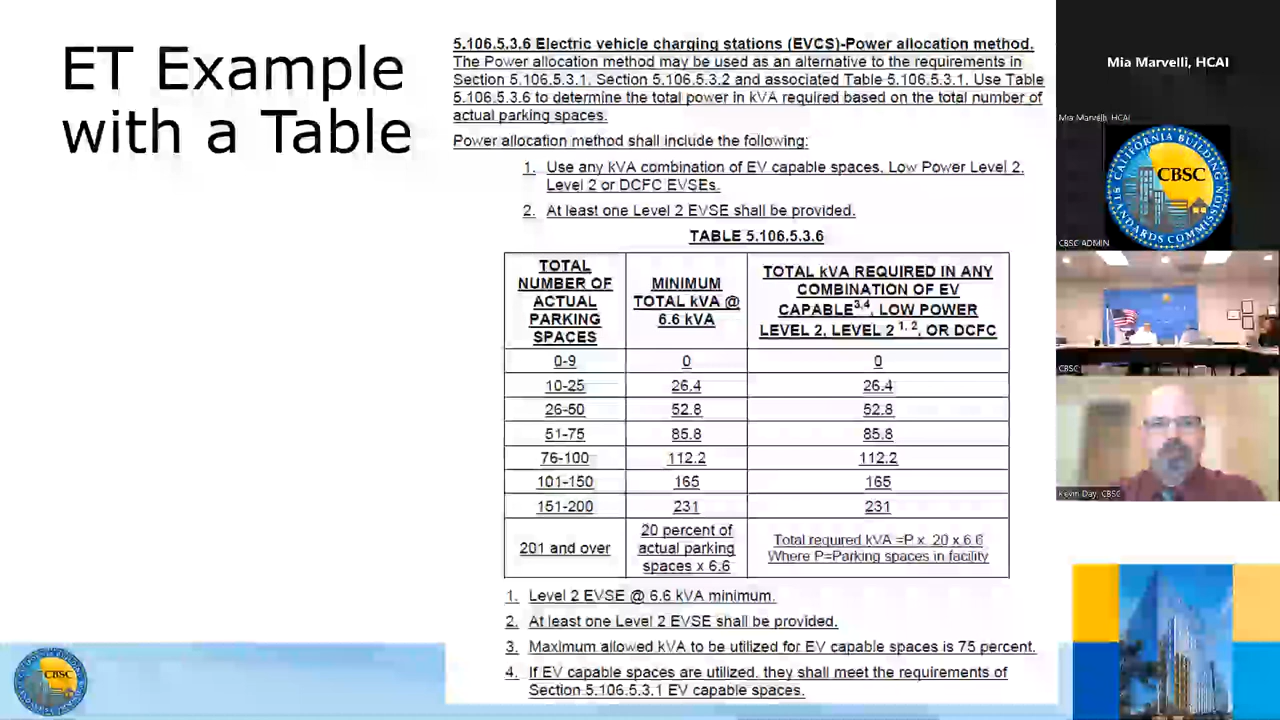 ET Example
with a Table
5.106.5.3.6 Electric vehicle charging stations (EVCS)-Power allocation method.
The Power allocation method may be used as an alternative to the requirements in
Section 5.106.5.3.1, Section 5.106.5.3.2 and associated Table 5.106.5.3.1. Use Table
5.106.5.3.6 to determine the total power in kVA required based on the total number of
actual parking spaces.
Power allocation method shall include the following:
1. Use any kVA combination of EV capable spaces, Low Power Level 2,
Level 2 or DCFC EVSEs.
2. At least one Level 2 EVSE shall be provided.
TABLE 5.106.5.3.6
TOTAL
NUMBER OF
ACTUAL
PARKING
SPACES
MINIMUM
TOTAL kVA @
6.6 kVA
TOTAL kVA REQUIRED IN ANY
COMBINATION OF EV
CAPABLE3,4, LOW POWER
LEVEL 2, LEVEL 2 1, 2, OR DCFC
0-9 0 0
10-25 26.4 26.4
26-50 52.8 52.8
51-75 85.8 85.8
76-100 112.2 112.2
101-150 165 165
151-200 231 231
201 and over
20 percent of
actual parking
spaces x 6.6
Total required kVA =P x .20 x 6.6
Where P=Parking spaces in facility
1. Level 2 EVSE @ 6.6 kVA minimum.
2. At least one Level 2 EVSE shall be provided.
3. Maximum allowed kVA to be utilized for EV capable spaces is 75 percent.
4. If EV capable spaces are utilized, they shall meet the requirements of
Section 5.106.5.3.1 EV capable spaces.
CBSC
Mia Marvelli, HCAI
Mia Marvelli, HCAI
CALIFORNIA BUILDING
STANDARDS COMMISSION
CBSC
CBSC ADMIN
CBSC
Kevin Day, CBSC